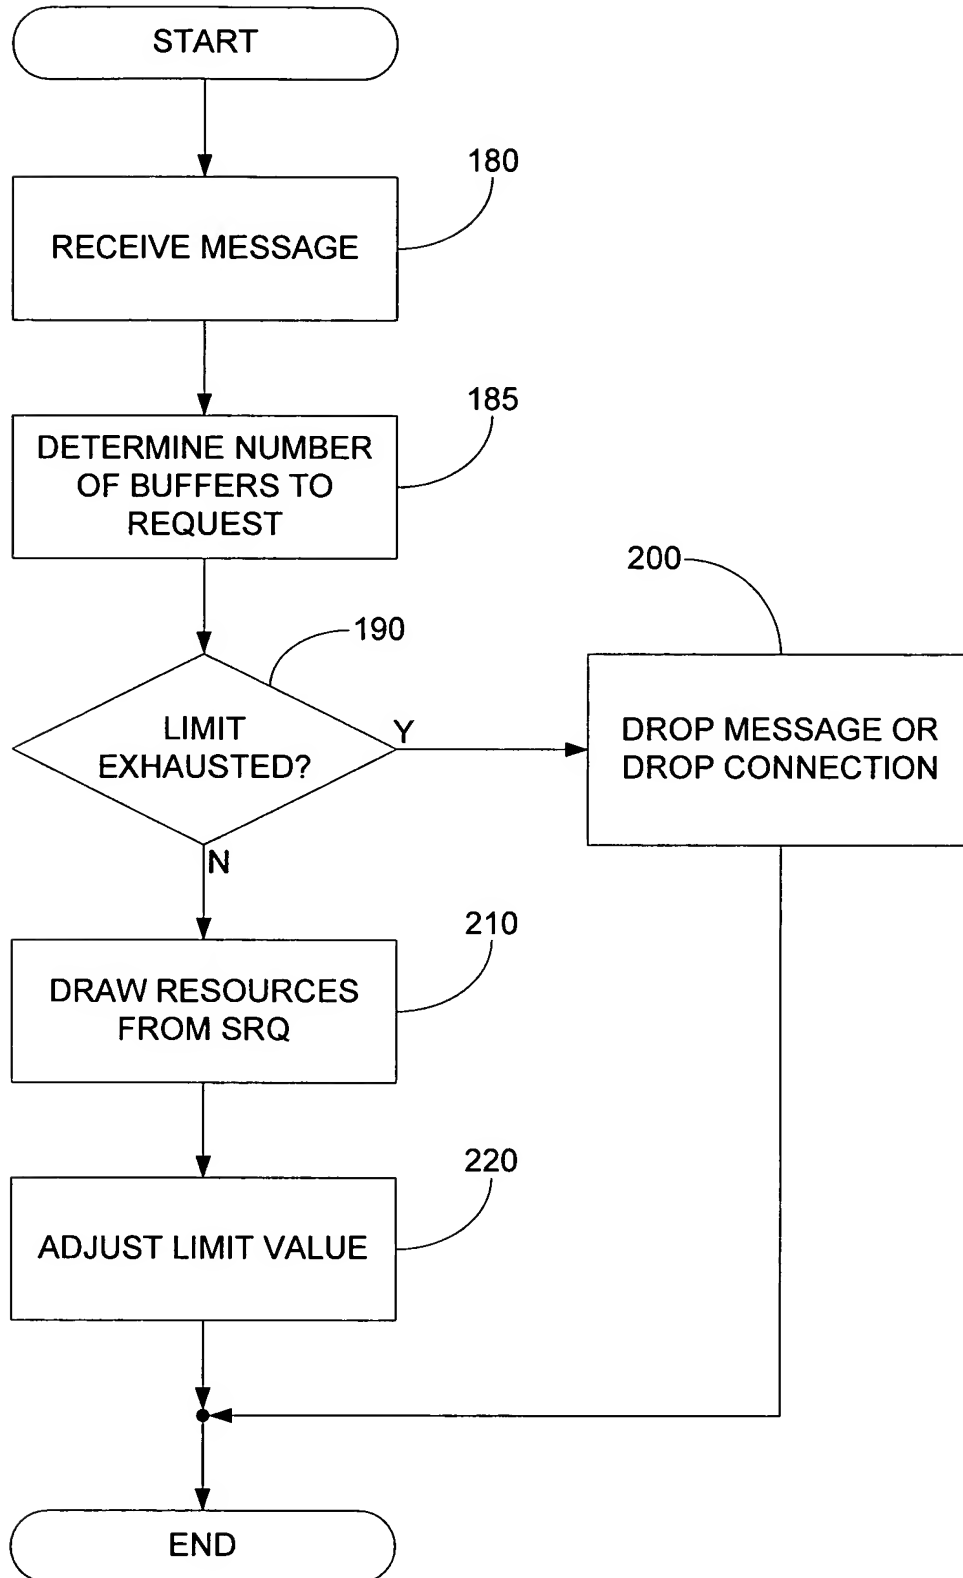 START
180
RECEIVE MESSAGE
185
DETERMINE NUMBER
OF BUFFERS TO
REQUEST
200
190
LIMIT
EXHAUSTED?
Y
DROP MESSAGE OR
DROP CONNECTION
N
210
DRAW RESOURCES
FROM SRQ
220
ADJUST LIMIT VALUE
END